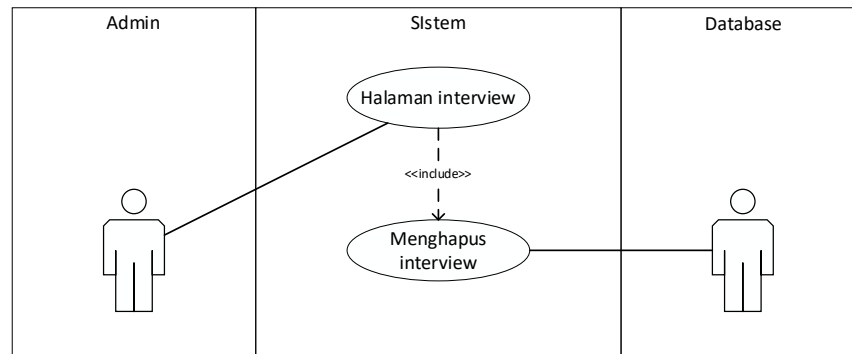 Admin
SIstem
Database
Halaman interview
<<include>>
Menghapus
interview